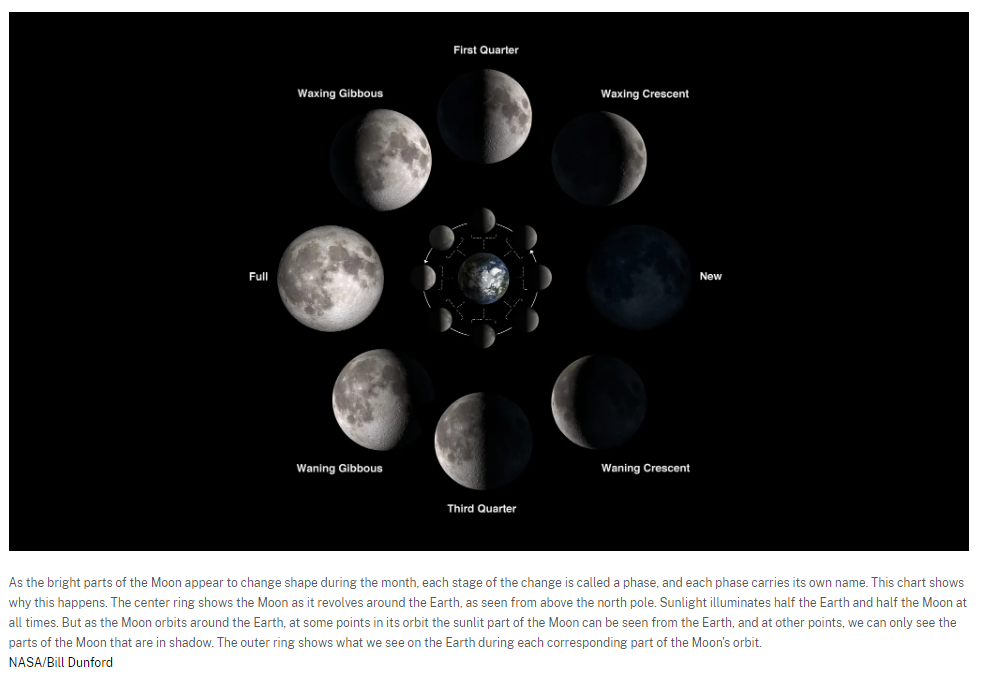 First Quarter
Waxing Gibbous
Waxing Crescent
Full
New
Waning Gibbous
Waning Crescent
Third Quarter
As the bright parts of the Moon appear to change shape during the month, each stage of the change is called a phase, and each phase carries its own name. This chart shows
why this happens. The center ring shows the Moon as it revolves around the Earth, as seen from above the north pole. Sunlight illuminates half the Earth and half the Moon at
all times. But as the Moon orbits around the Earth, at some points in its orbit the sunlit part of the Moon can be seen from the Earth, and at other points, we can only see the
parts of the Moon that are in shadow. The outer ring shows what we see on the Earth during each corresponding part of the Moon's orbit.
NASA/Bill Dunford